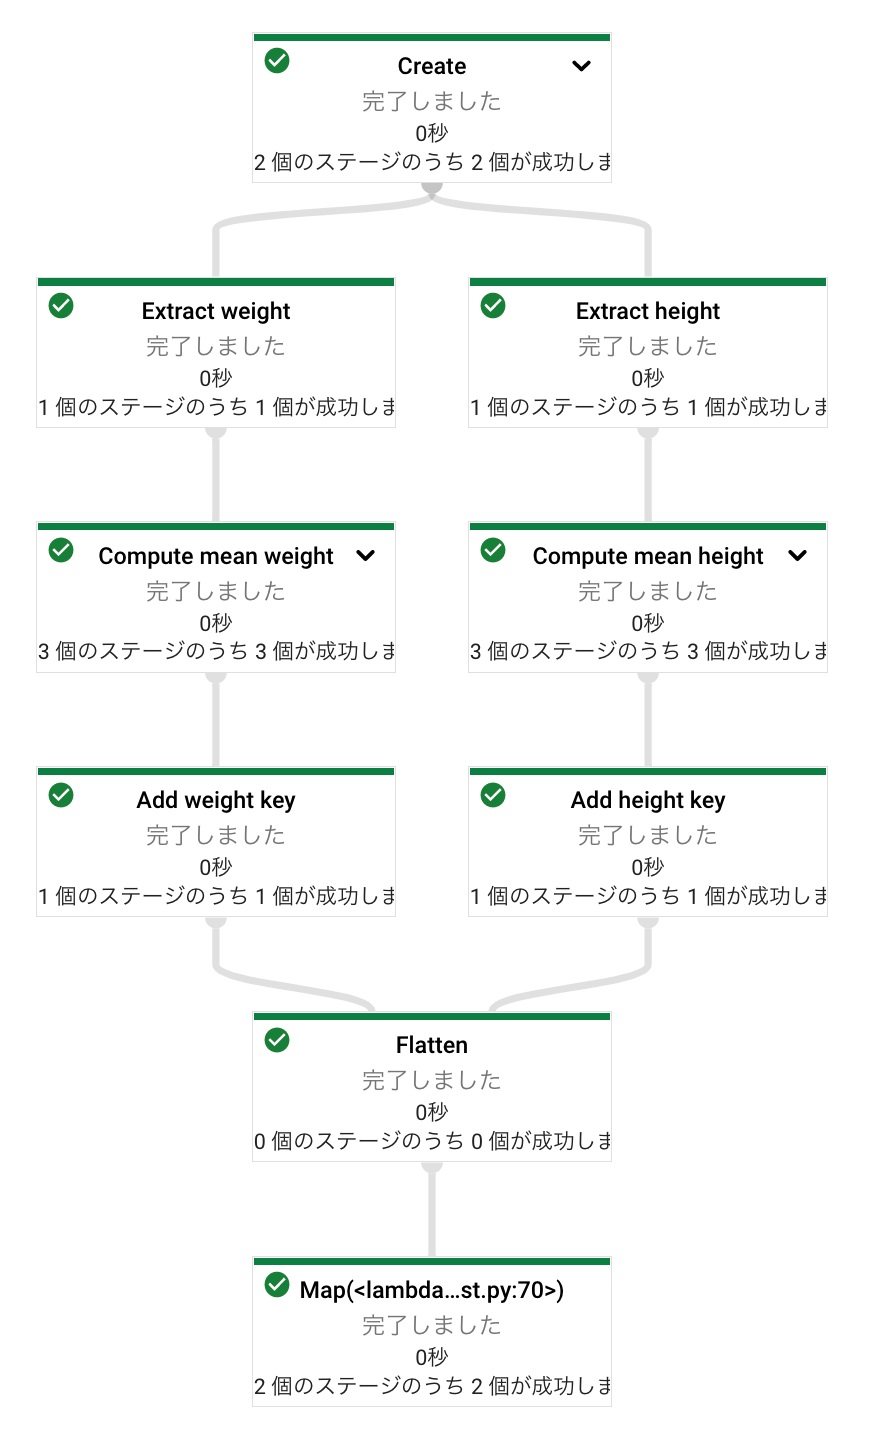 Create
完了しました
0秒
2 個のステージのうち 2 個が成功しま
Extract weight
完了しました
0秒
1 個のステージのうち 1 個が成功しま
Extract height
完了しました
0秒
1 個のステージのうち 1 個が成功しま
Compute mean weight
完了しました
0秒
3 個のステージのうち 3 個が成功しま
Compute mean height
完了しました
0秒
3 個のステージのうち 3 個が成功しま
Add weight key
完了しました
0秒
1 個のステージのうち 1 個が成功しま
Add height key
完了しました
0秒
1 個のステージのうち 1 個が成功しま
Flatten
完了しました
0秒
0 個のステージのうち 0 個が成功しま
Map(<lambda...st.py:70>)
完了しました
0秒
2 個のステージのうち 2 個が成功しま